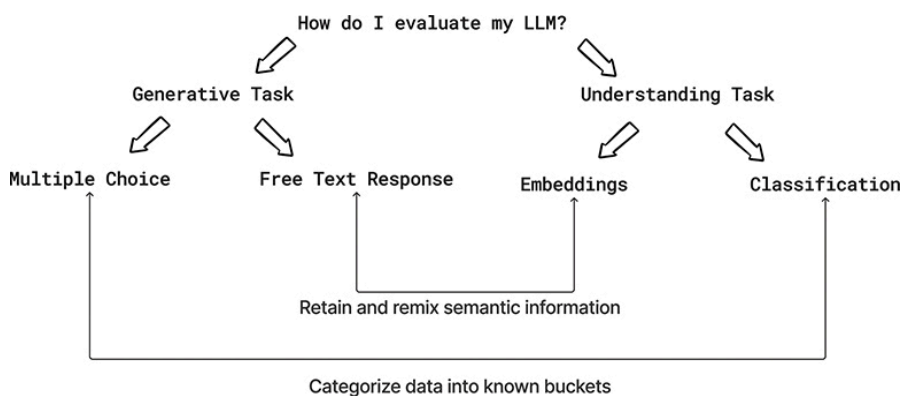 How do I evaluate my LLM?
Generative Task
Understanding Task
Multiple Choice
Free Text Response
Embeddings
Classification
Retain and remix semantic information
Categorize data into known buckets